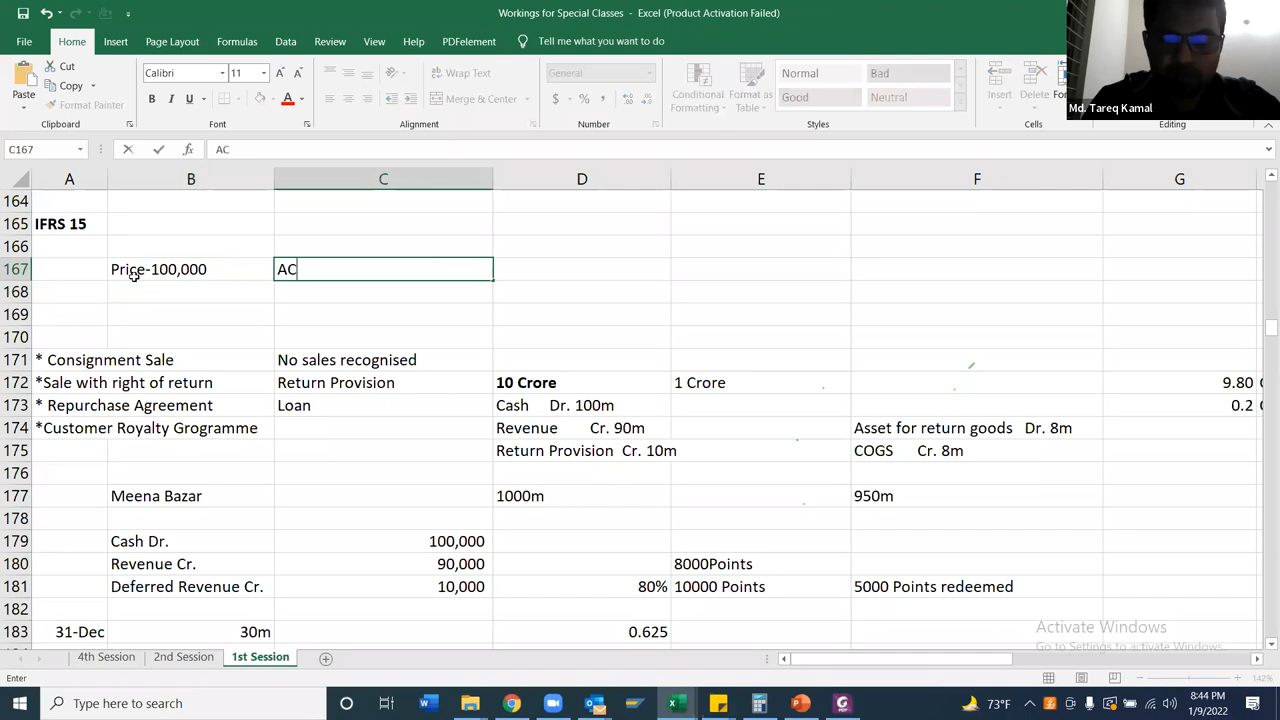 Workings for Special Classes - Excel (Product Activation Failed)
File Home Insert Page Layout Formulas Data Review View Help PDFelement Tell me what you want to do
Cut
Copy
Format Painter
Paste
Clipboard
Calibri 11
B I U
Font
Wrap Text
Merge & Center
Alignment
General
Number
Conditional Formatting
Format as Table
Normal Bad
Good Neutral
Styles
Insert Delete
Cells
Editing
Md. Tareq Kamal
C167 fx AC
A B C D E F G
164
165 IFRS 15
166
167 Price-100,000 AC
168
169
170
171 * Consignment Sale No sales recognised
172 *Sale with right of return Return Provision 10 Crore 1 Crore 9.80
173 * Repurchase Agreement Loan Cash Dr. 100m 0.2
174 *Customer Royalty Grogramme Revenue Cr. 90m Asset for return goods Dr. 8m
175 Return Provision Cr. 10m COGS Cr. 8m
176
177 Meena Bazar 1000m 950m
178
179 Cash Dr. 100,000
180 Revenue Cr. 90,000 8000Points
181 Deferred Revenue Cr. 10,000 80% 10000 Points 5000 Points redeemed
182
183 31-Dec 30m 0.625
Activate Windows
Go to Settings to activate Windows.
4th Session 2nd Session 1st Session
Enter 142%
Type here to search
73°F
8:44 PM
1/9/2022